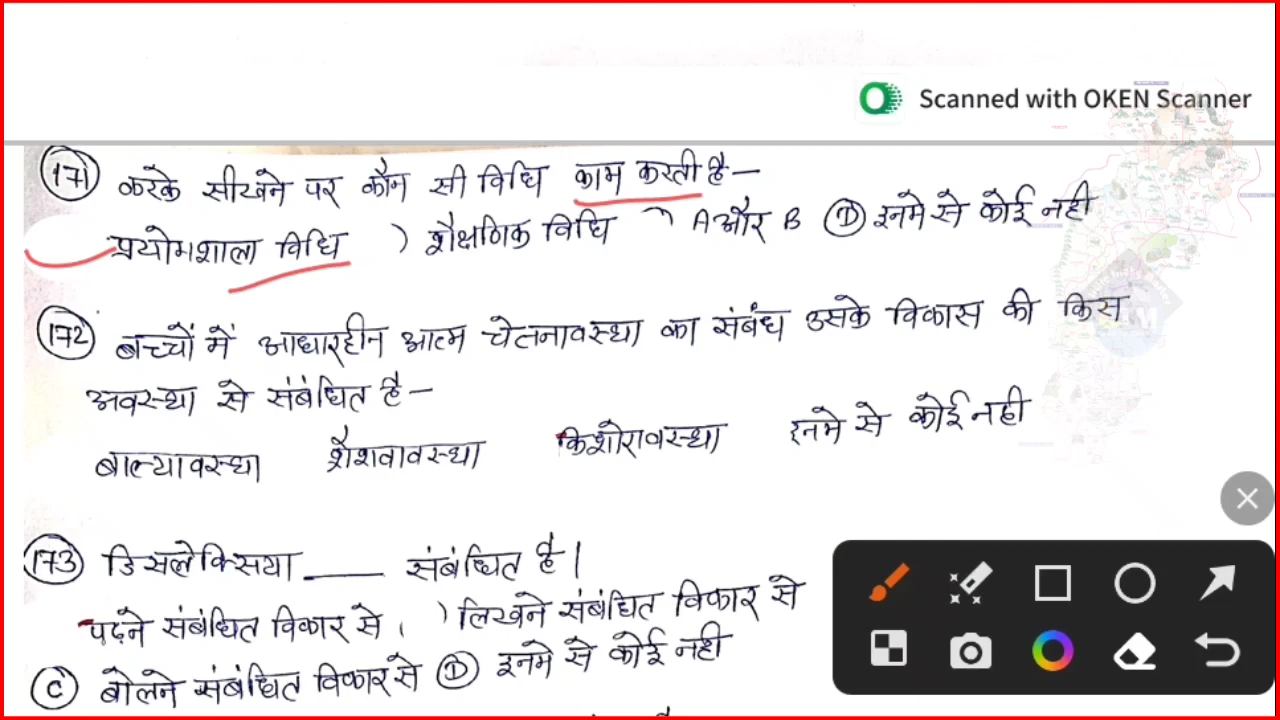 Scanned with OKEN Scanner
171 करके सीखने पर कौन सी विधि काम करती है –
प्रयोगशाला विधि ) शैक्षणिक विधि ) A और B D इनमे से कोई नही
172 बच्चों में आधारहीन आत्म चेतनावस्था का संबंध उसके विकास की किस
अवस्था से संबंधित है –
बाल्यावस्था शैशवावस्था किशोरावस्था इनमे से कोई नही
173 डिसलेक्सिया ____ संबंधित है।
पढ़ने संबंधित विकार से ) लिखने संबंधित विकार से
C बोलने संबंधित विकार से D इनमे से कोई नही